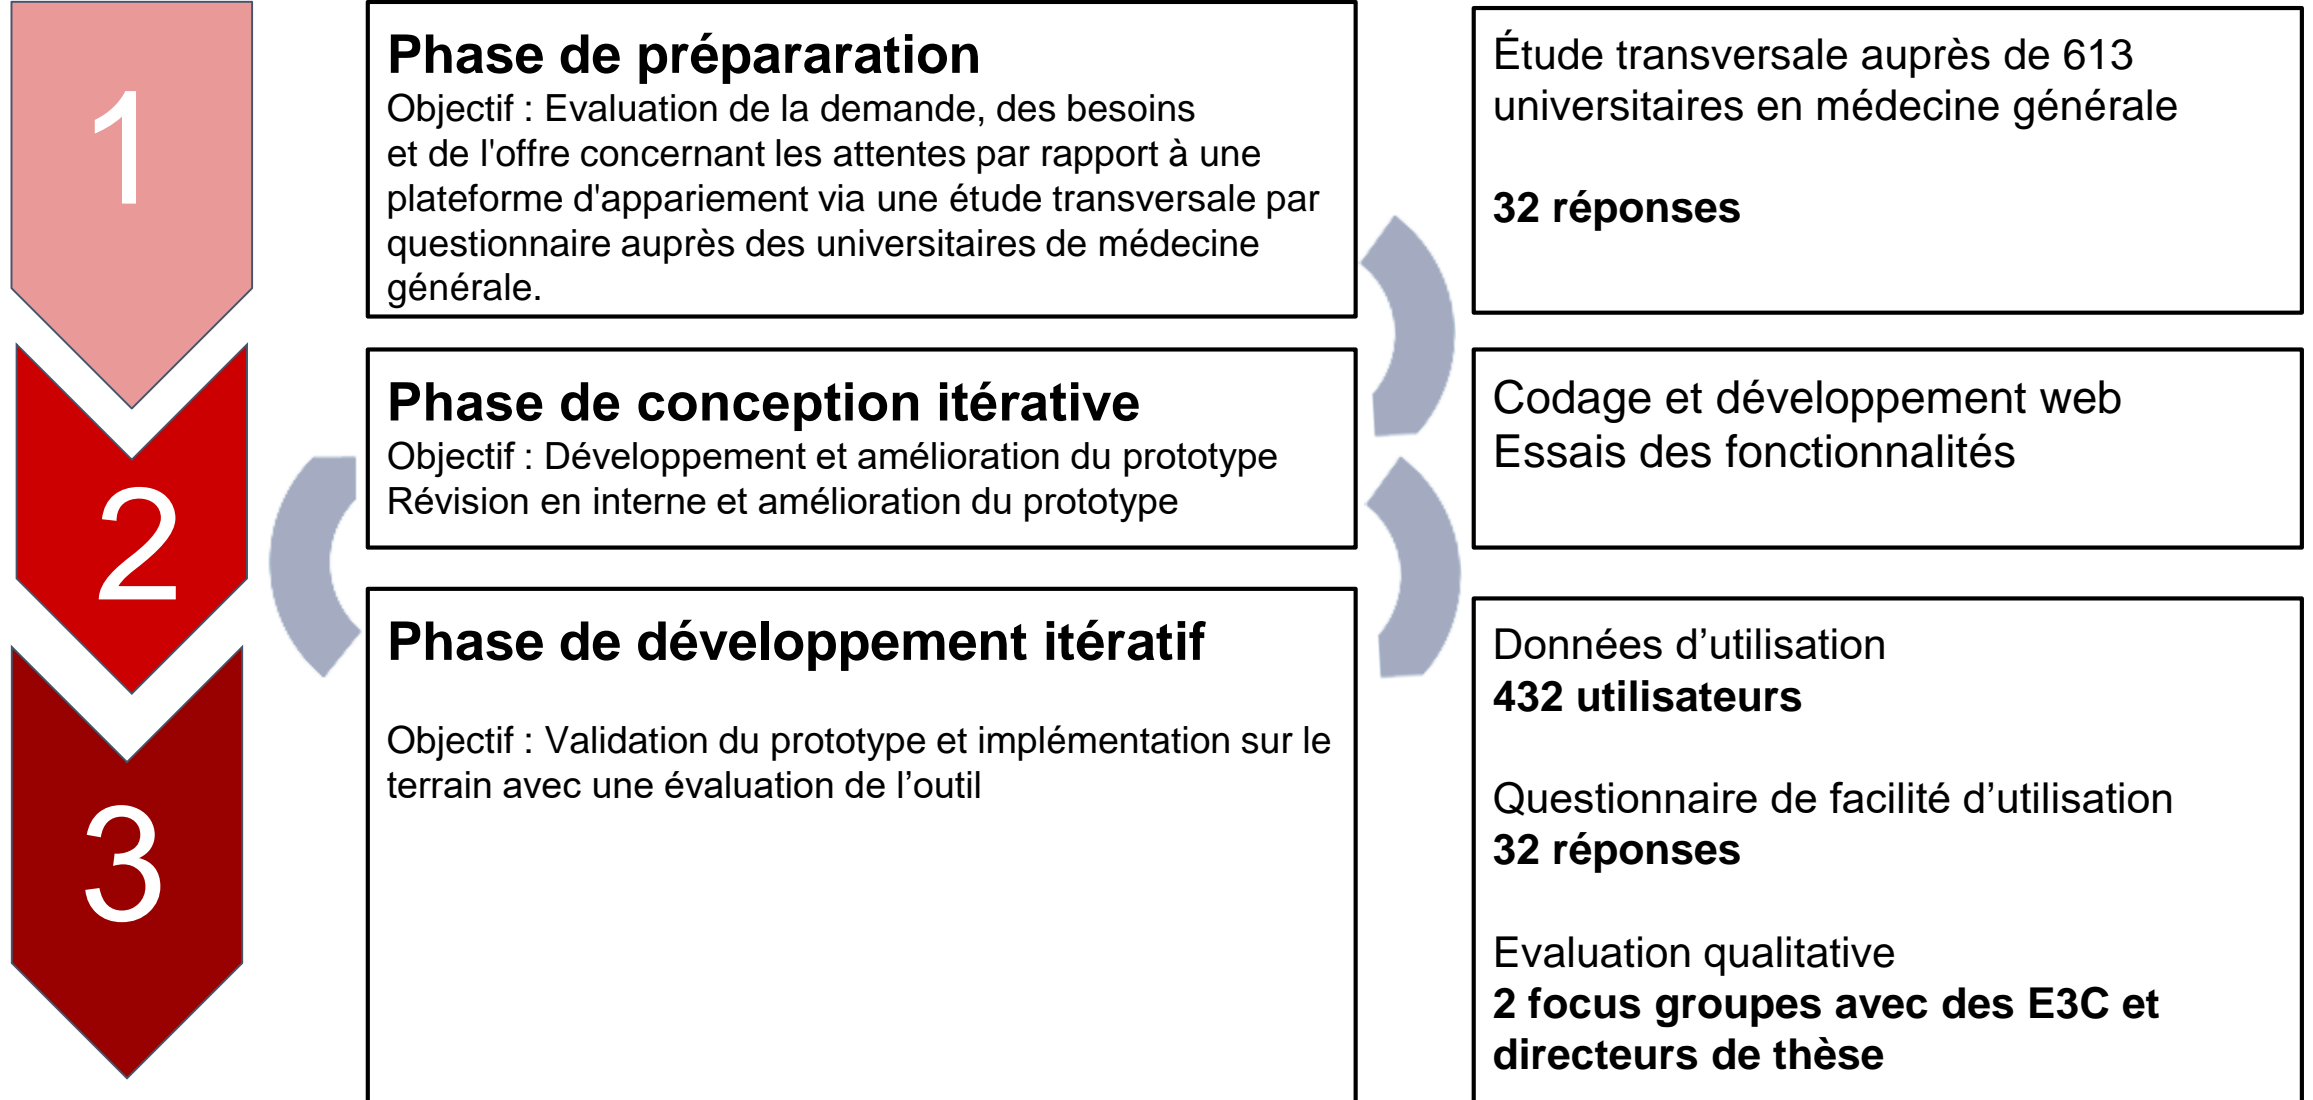 1
Phase de prépararation
Objectif : Evaluation de la demande, des besoins
et de l'offre concernant les attentes par rapport à une
plateforme d'appariement via une étude transversale par
questionnaire auprès des universitaires de médecine
générale.
Étude transversale auprès de 613
universitaires en médecine générale
32 réponses
2
Phase de conception itérative
Objectif : Développement et amélioration du prototype
Révision en interne et amélioration du prototype
Codage et développement web
Essais des fonctionnalités
3
Phase de développement itératif
Objectif : Validation du prototype et implémentation sur le
terrain avec une évaluation de l’outil
Données d’utilisation
432 utilisateurs
Questionnaire de facilité d’utilisation
32 réponses
Evaluation qualitative
2 focus groupes avec des E3C et
directeurs de thèse